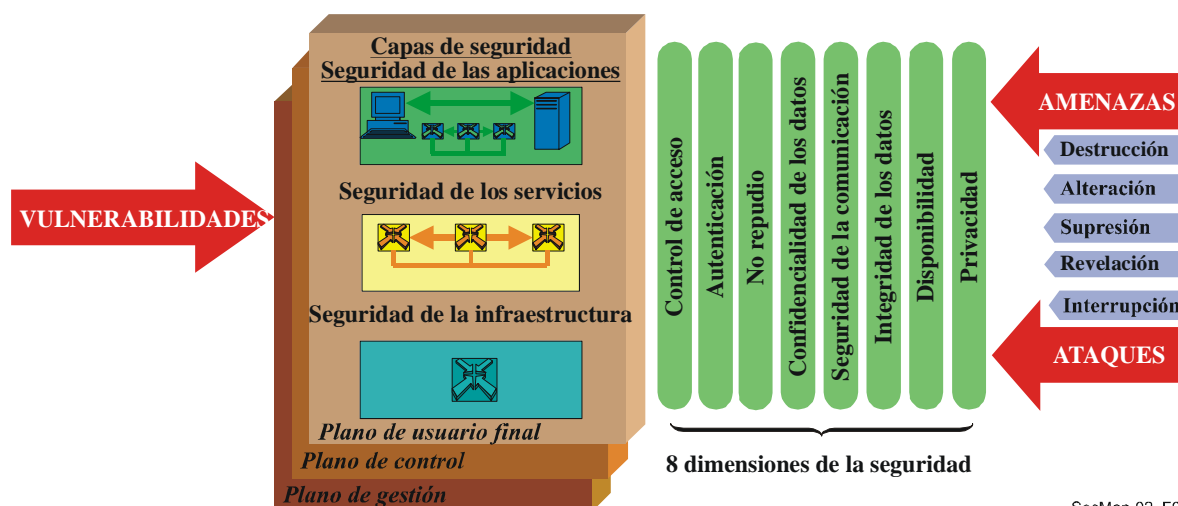 Capas de seguridad
Seguridad de las aplicaciones
Seguridad de los servicios
Seguridad de la infraestructura
Plano de usuario final
Plano de control
Plano de gestión
VULNERABILIDADES
Control de acceso
Autenticación
No repudio
Confidencialidad de los datos
Seguridad de la comunicación
Integridad de los datos
Disponibilidad
Privacidad
8 dimensiones de la seguridad
AMENAZAS
Destrucción
Alteración
Supresión
Revelación
Interrupción
ATAQUES